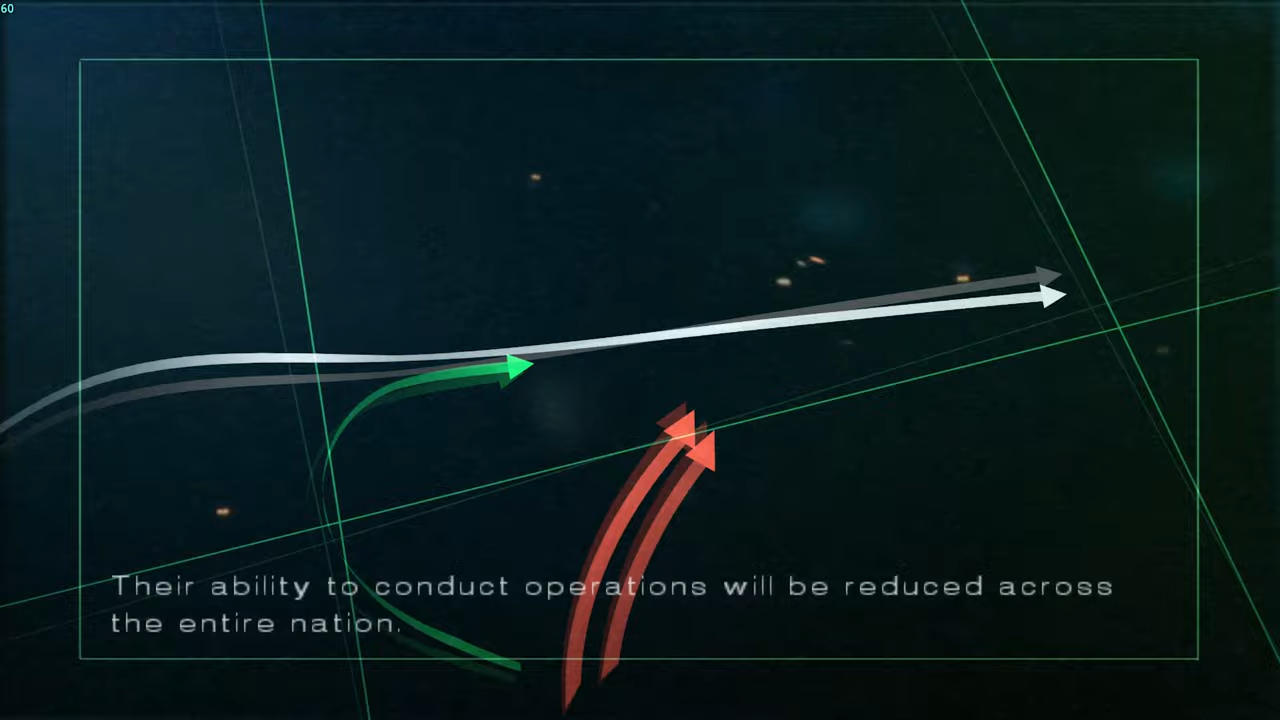 60
Their ability to conduct operations will be reduced across
the entire nation.